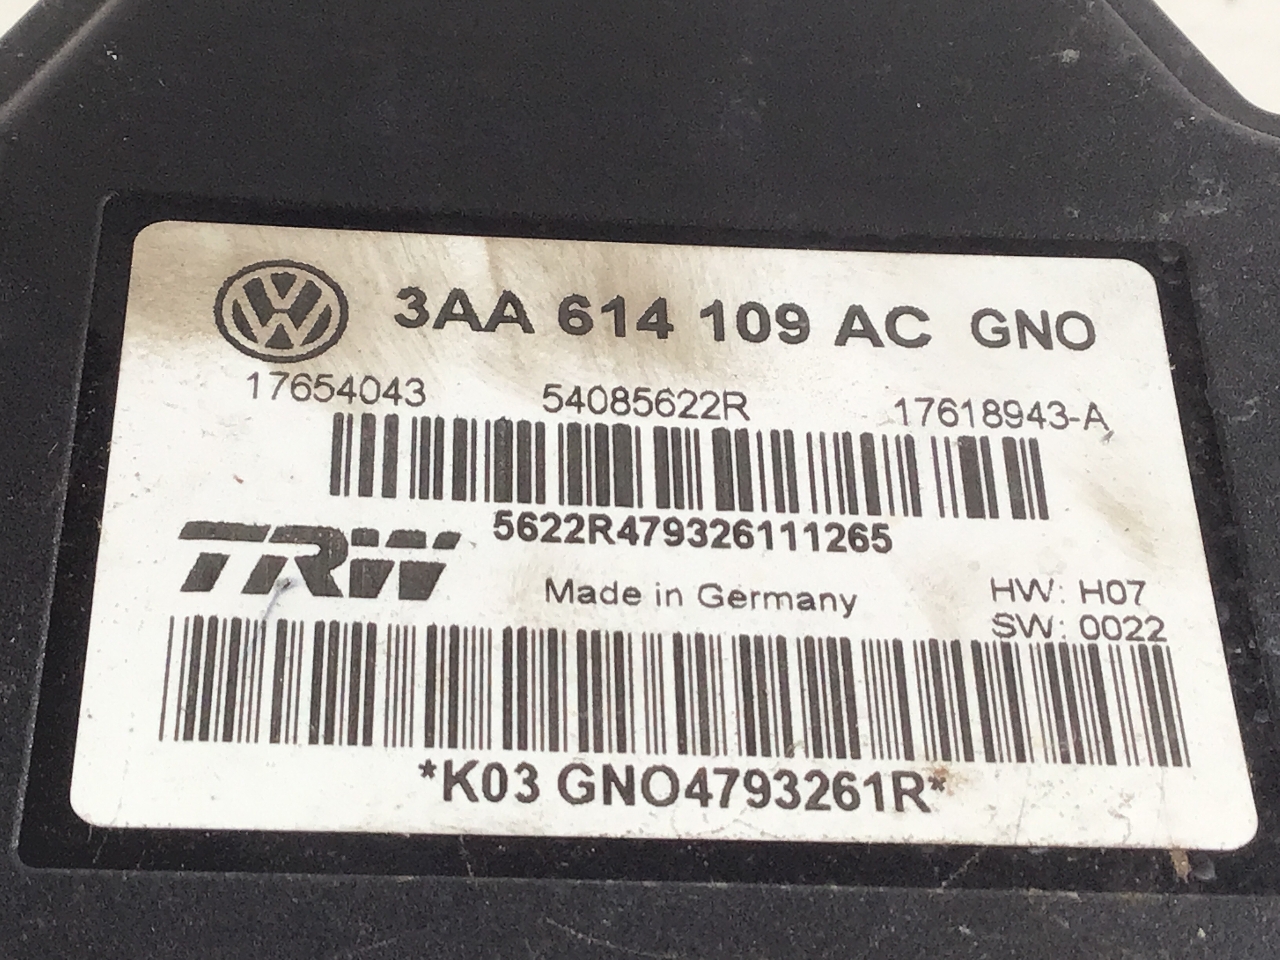 3AA 614 109 AC GNO
17654043 54085622R 17618943-A
5622R479326111265
TRW
Made in Germany HW: H07
SW: 0022
*K03 GNO4793261R*